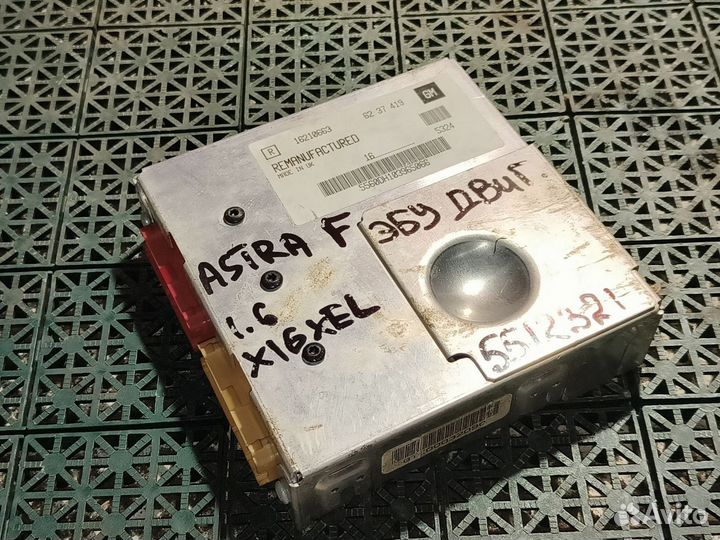 GM
R 16210663 62 37 419
REMANUFACTURED
MADE IN UK
16 5324
ASTRA F ЭБУ ДВИГ
1.6
X16XEL
5512321
Avito